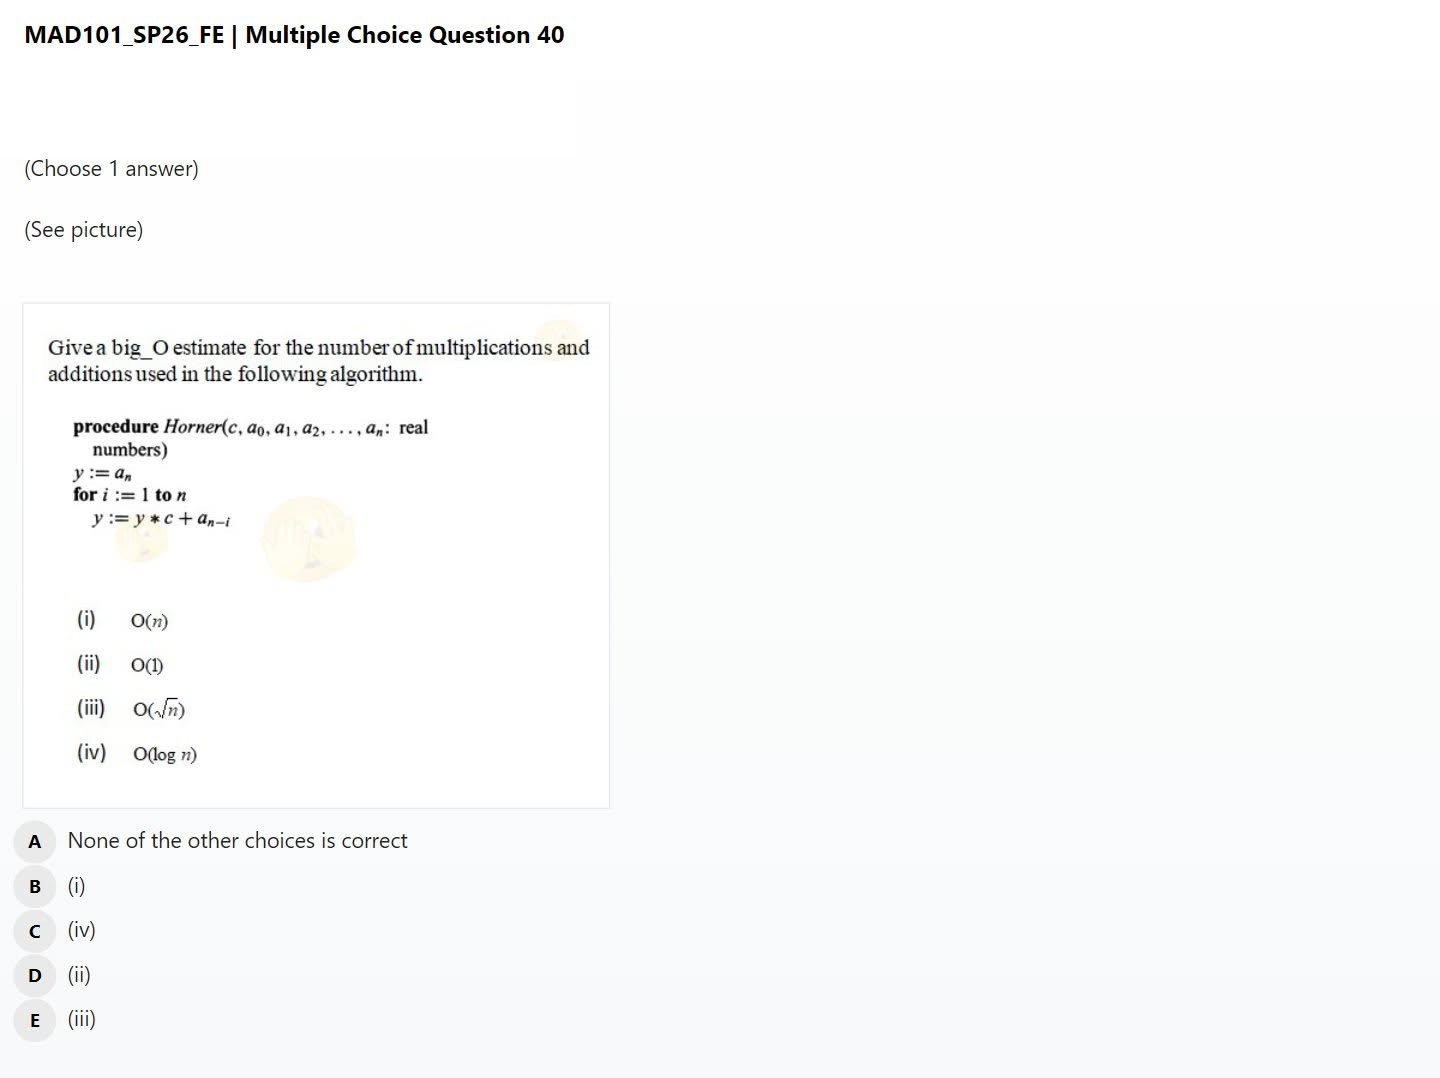 MAD101_SP26_FE | Multiple Choice Question 40
(Choose 1 answer)
(See picture)
Give a big_O estimate for the number of multiplications and
additions used in the following algorithm.
procedure Horner(c, a₀, a₁, a₂, . . . , aₙ: real
numbers)
y := aₙ
for i := 1 to n
y := y * c + aₙ₋ᵢ
(i) O(n)
(ii) O(1)
(iii) O(√n)
(iv) O(log n)
A None of the other choices is correct
B (i)
C (iv)
D (ii)
E (iii)